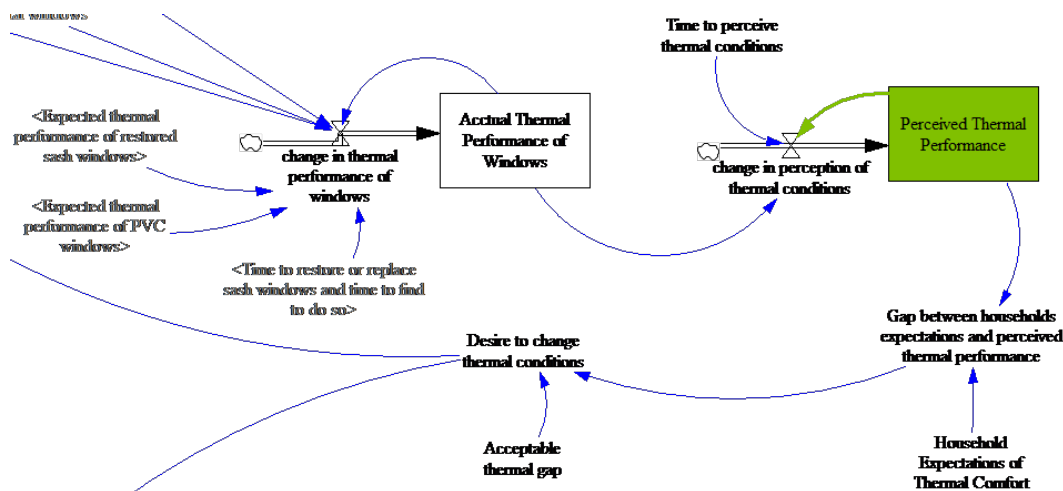 Time to perceive
thermal conditions
<Expected thermal
performance of restored
sash windows>
Acctual Thermal
Performance of
Windows
Perceived Thermal
Performance
change in thermal
performance of
windows
change in perception of
thermal conditions
<Expected thermal
performance of PVC
windows>
<Time to restore or replace
sash windows and time to find
to do so>
Gap between households
expectations and perceived
thermal performance
Desire to change
thermal conditions
Acceptable
thermal gap
Household
Expectations of
Thermal Comfort